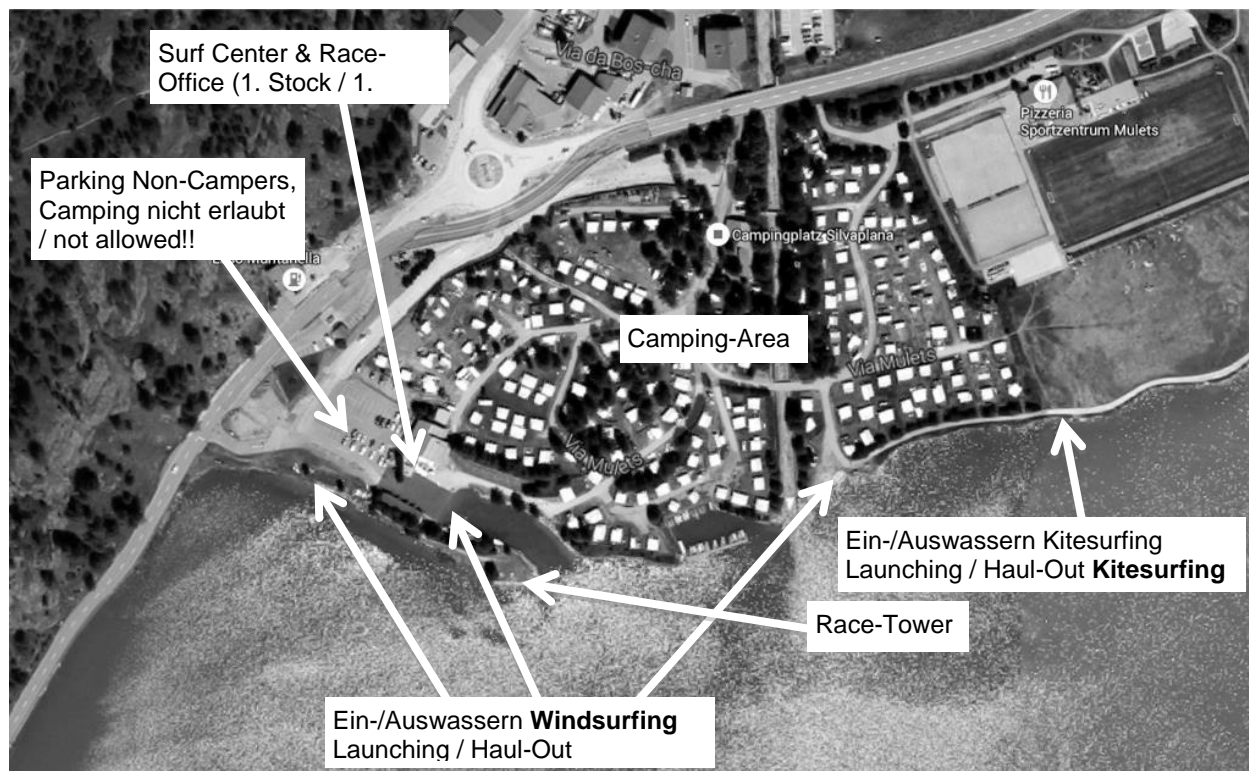 Surf Center & Race-
Office (1. Stock / 1.
Via da Bos-cha
Pizzeria
Sportzentrum Mulets
Parking Non-Campers,
Camping nicht erlaubt
/ not allowed!!
Campingplatz Silvaplana
Camping-Area
Via Mulets
Via Mulets
Ein-/Auswassern Kitesurfing
Launching / Haul-Out Kitesurfing
Race-Tower
Ein-/Auswassern Windsurfing
Launching / Haul-Out